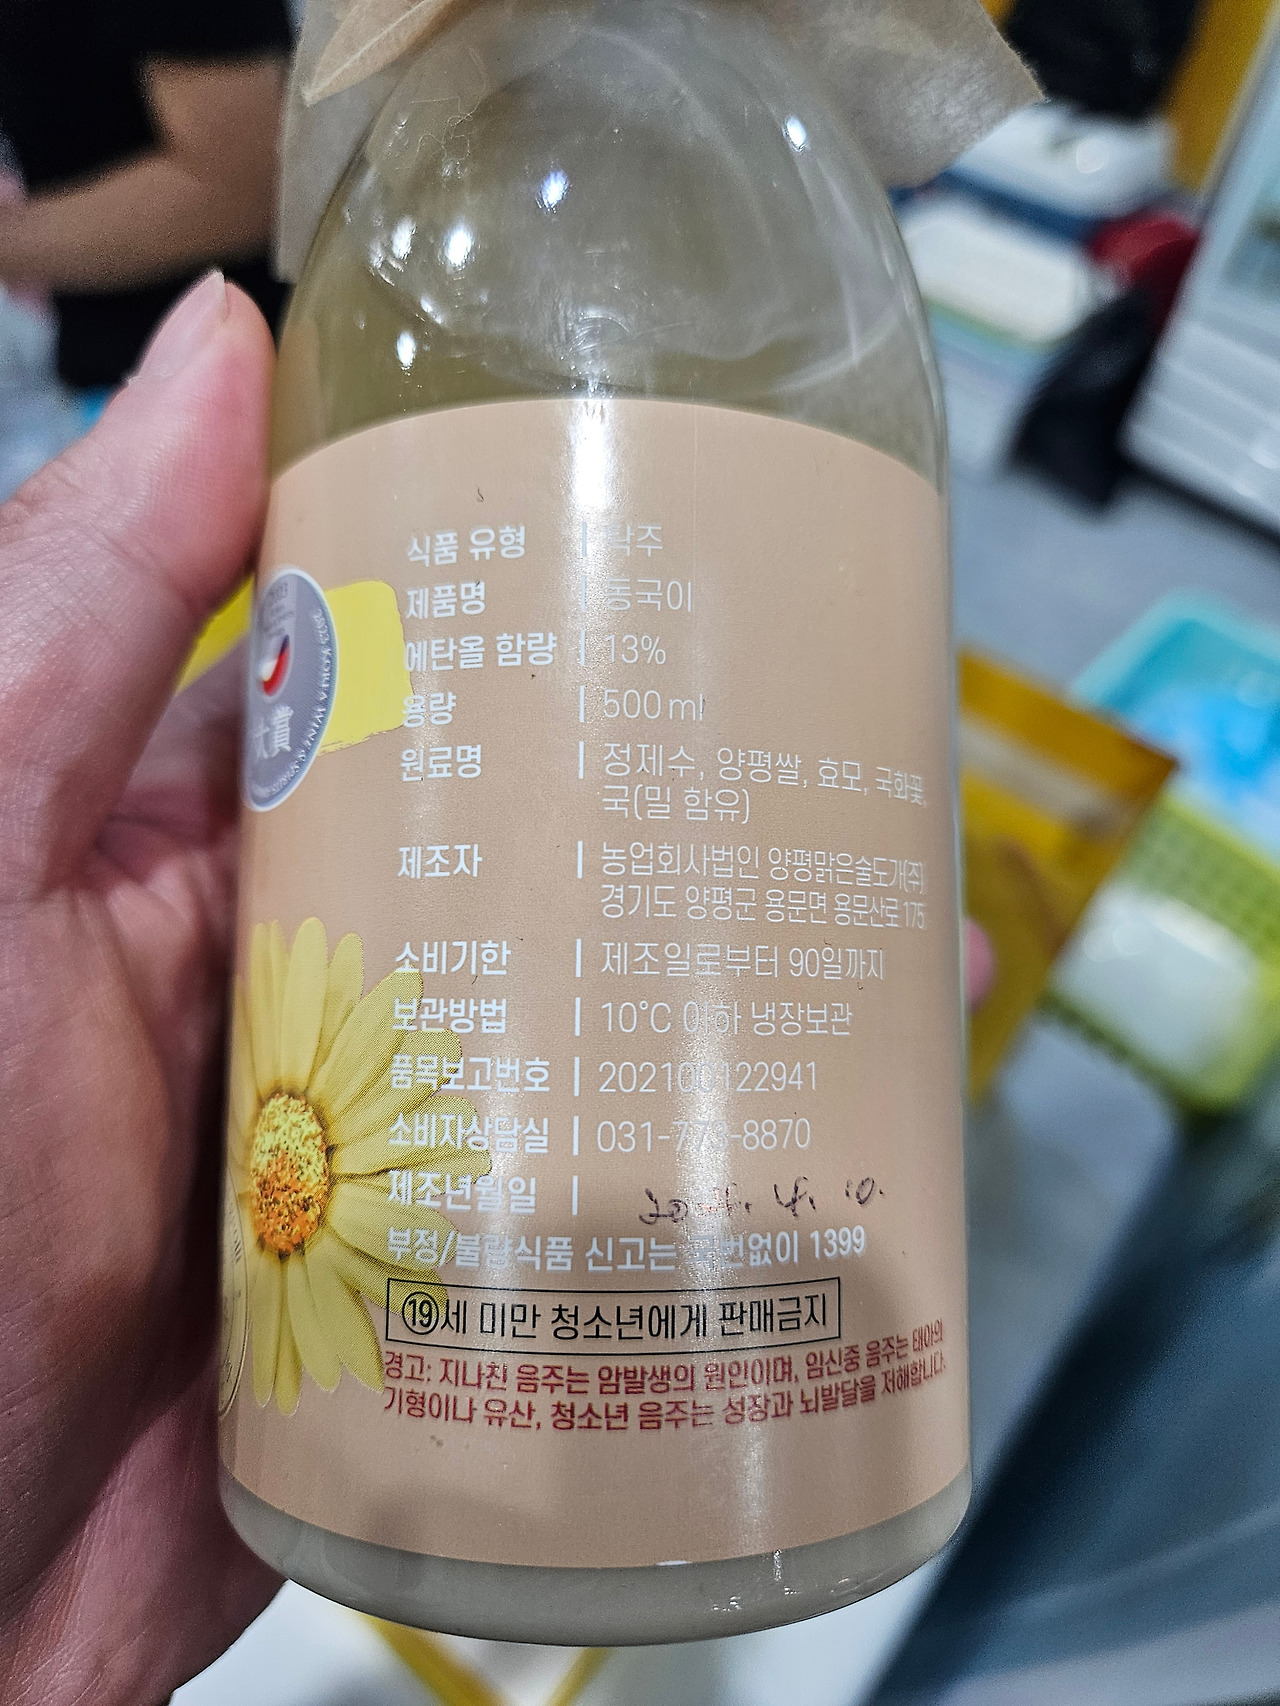 식품 유형 | 탁주
제품명 | 동국이
에탄올 함량 | 13%
용량 | 500ml
원료명 | 정제수, 양평쌀, 효모, 국화꽃,
국(밀 함유)
제조자 | 농업회사법인 양평맑은술도가(주)
경기도 양평군 용문면 용문산로 175
소비기한 | 제조일로부터 90일까지
보관방법 | 10°C 이하 냉장보관
품목보고번호 |
소비자상담실 | 031-773-8870
제조년월일 | 4. 10.
부정/불량식품 신고는 국번없이 1399
⑲세 미만 청소년에게 판매금지
경고: 지나친 음주는 암발생의 원인이며, 임신중 음주는 태아의
기형이나 유산, 청소년 음주는 성장과 뇌발달을 저해합니다.
大賞